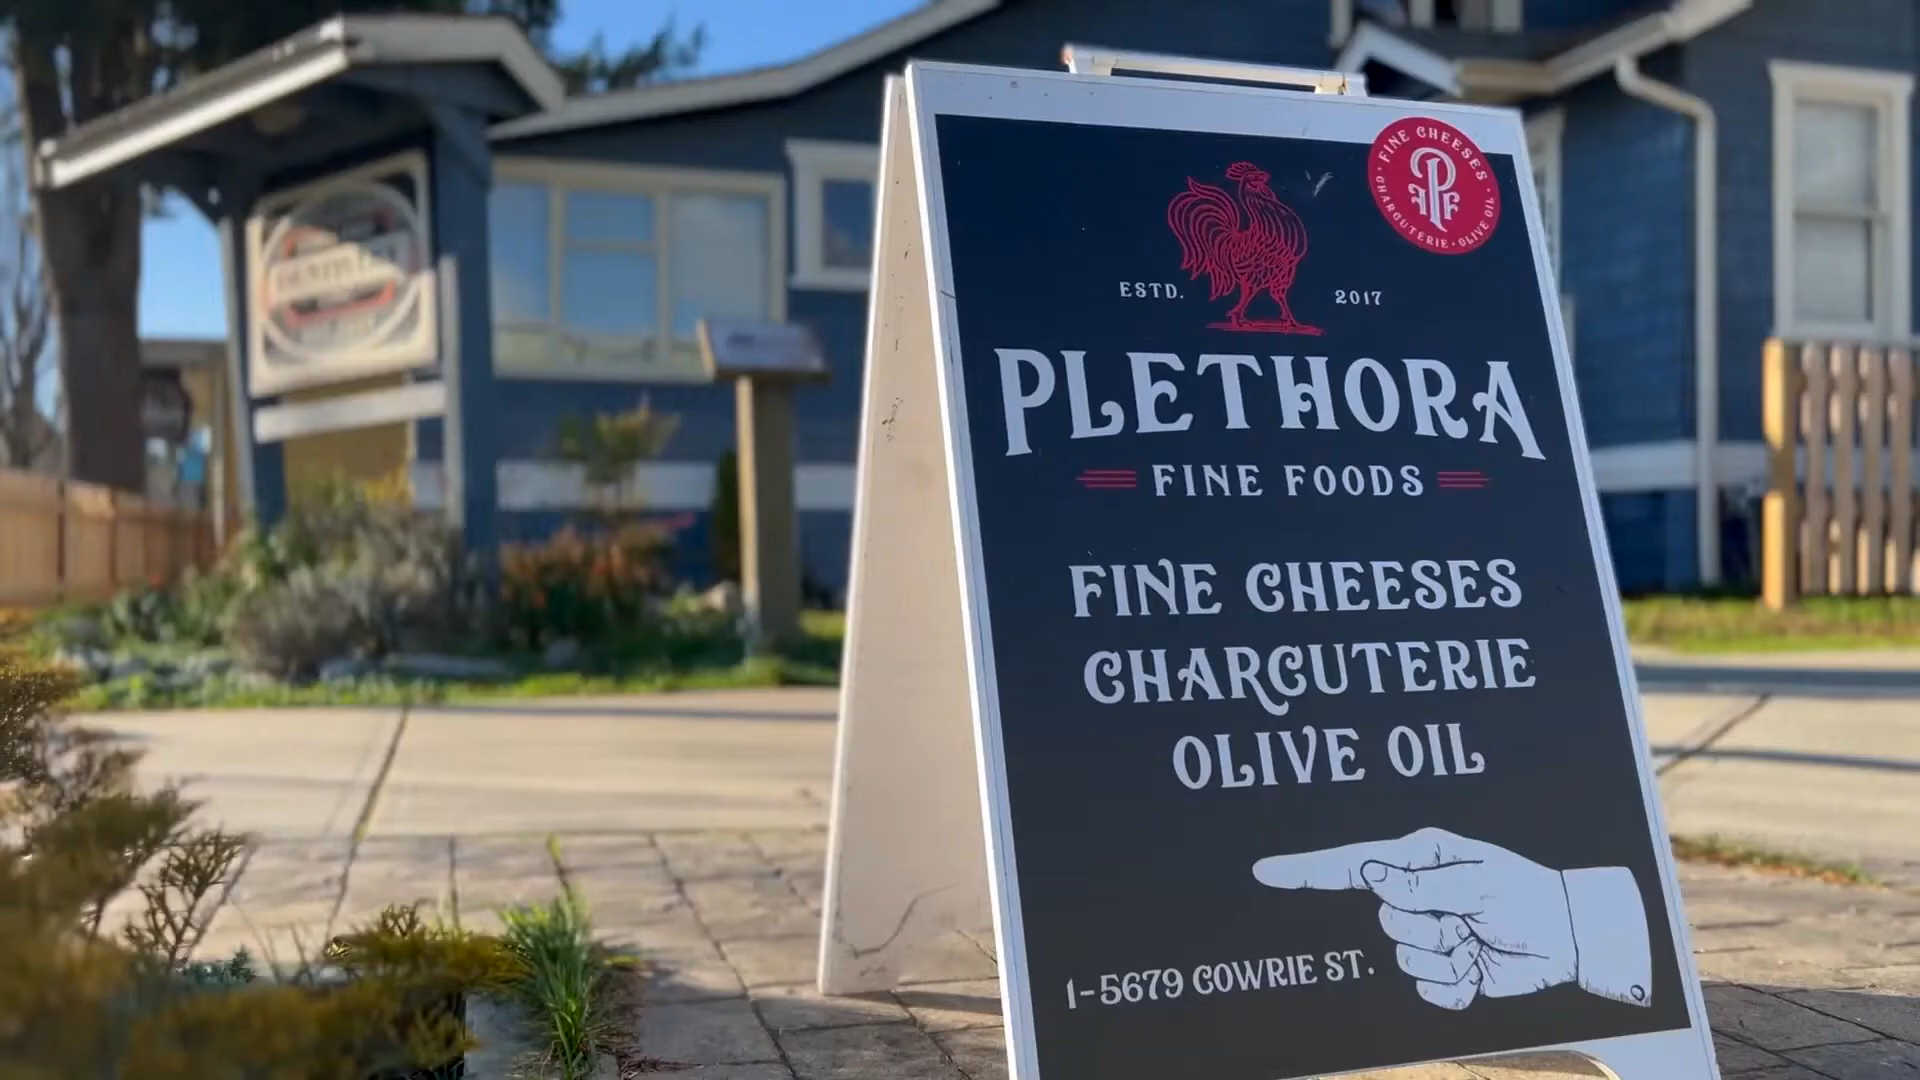 FINE CHEESES
CHARCUTERIE · OLIVE OIL
PFF
ESTD. 2017
PLETHORA
FINE FOODS
FINE CHEESES
CHARCUTERIE
OLIVE OIL
1-5679 COWRIE ST.